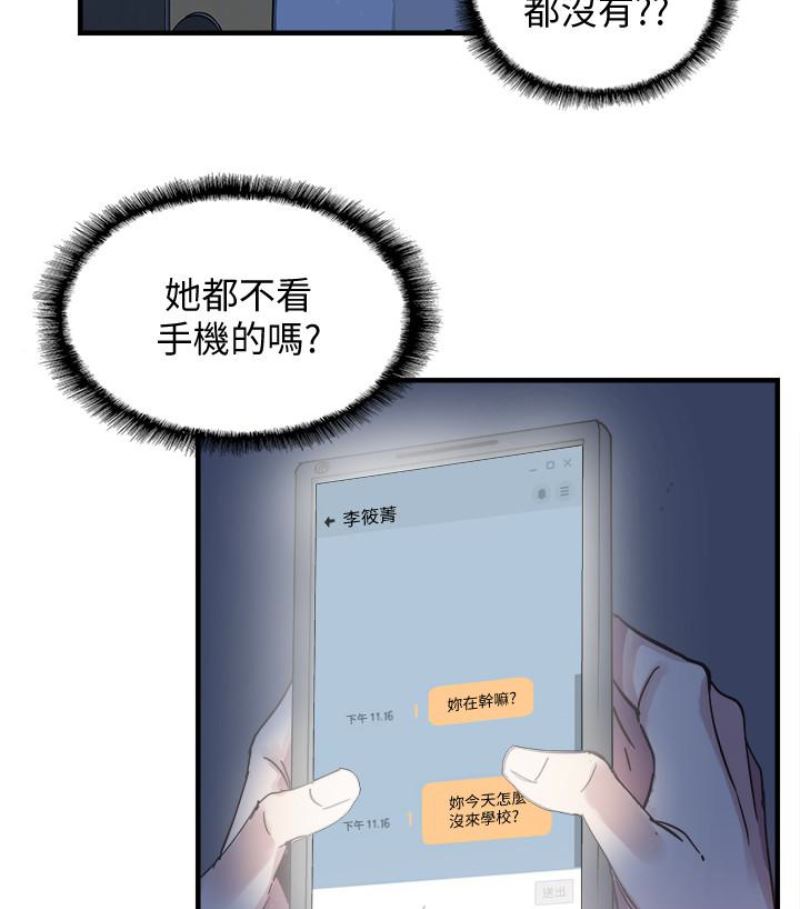 都沒有??
她都不看
手機的嗎?
李筱菁
妳在幹嘛?
下午 11.16
妳今天怎麼
沒來學校?
下午 11.16
送出